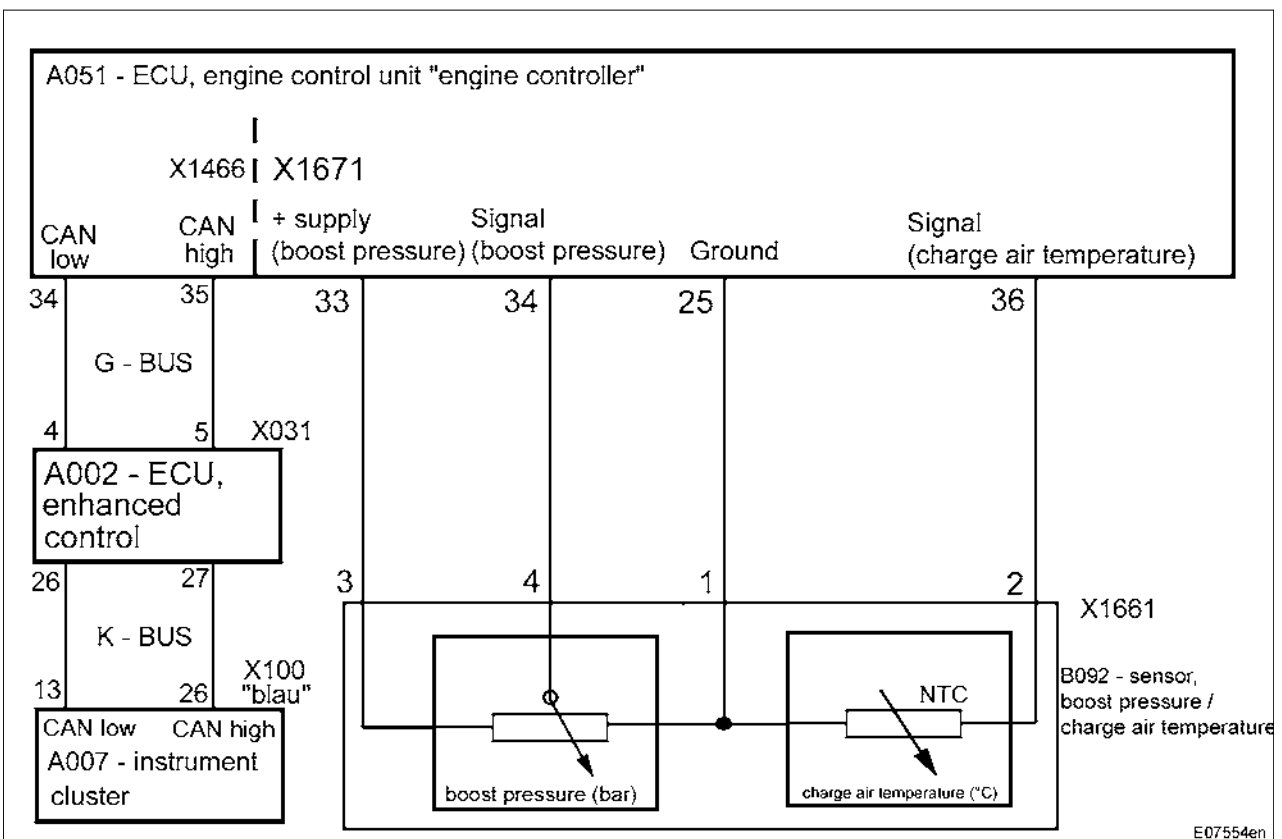 A051 - ECU, engine control unit "engine controller"
X1466 X1671
CAN low
CAN high
+ supply
(boost pressure)
Signal
(boost pressure)
Ground
Signal
(charge air temperature)
34 35 33 34 25 36
G - BUS
4 5 X031
A002 - ECU,
enhanced
control
26 27
3 4 1 2
X1661
K - BUS
X100
"blau"
13 26
CAN low CAN high
A007 - instrument
cluster
NTC
boost pressure (bar)
charge air temperature (°C)
B092 - sensor,
boost pressure /
charge air temperature
E07554en